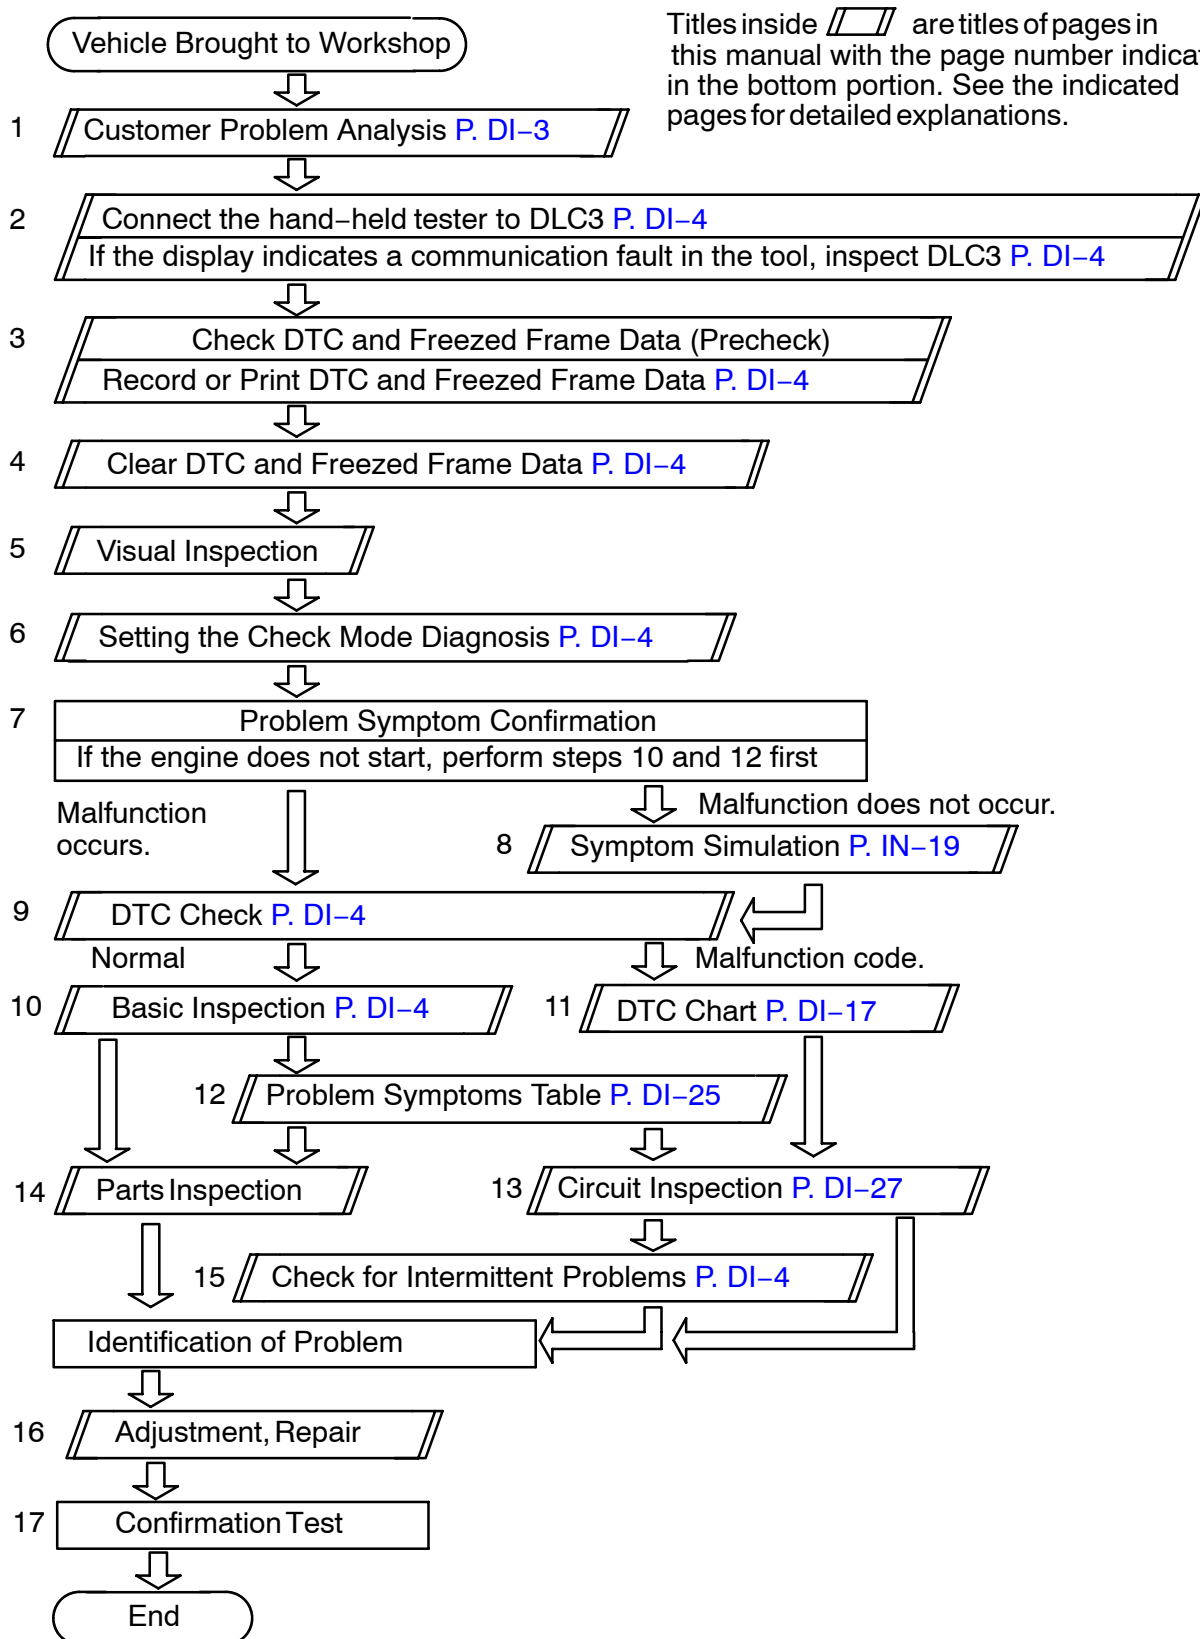 Vehicle Brought to Workshop
Titles inside are titles of pages in
this manual with the page number indicat
in the bottom portion. See the indicated
pages for detailed explanations.
1 Customer Problem Analysis P. DI–3
2 Connect the hand–held tester to DLC3 P. DI–4
If the display indicates a communication fault in the tool, inspect DLC3 P. DI–4
3 Check DTC and Freezed Frame Data (Precheck)
Record or Print DTC and Freezed Frame Data P. DI–4
4 Clear DTC and Freezed Frame Data P. DI–4
5 Visual Inspection
6 Setting the Check Mode Diagnosis P. DI–4
7 Problem Symptom Confirmation
If the engine does not start, perform steps 10 and 12 first
Malfunction
occurs.
Malfunction does not occur.
8 Symptom Simulation P. IN–19
9 DTC Check P. DI–4
Normal
Malfunction code.
10 Basic Inspection P. DI–4
11 DTC Chart P. DI–17
12 Problem Symptoms Table P. DI–25
14 Parts Inspection
13 Circuit Inspection P. DI–27
15 Check for Intermittent Problems P. DI–4
Identification of Problem
16 Adjustment, Repair
17 Confirmation Test
End